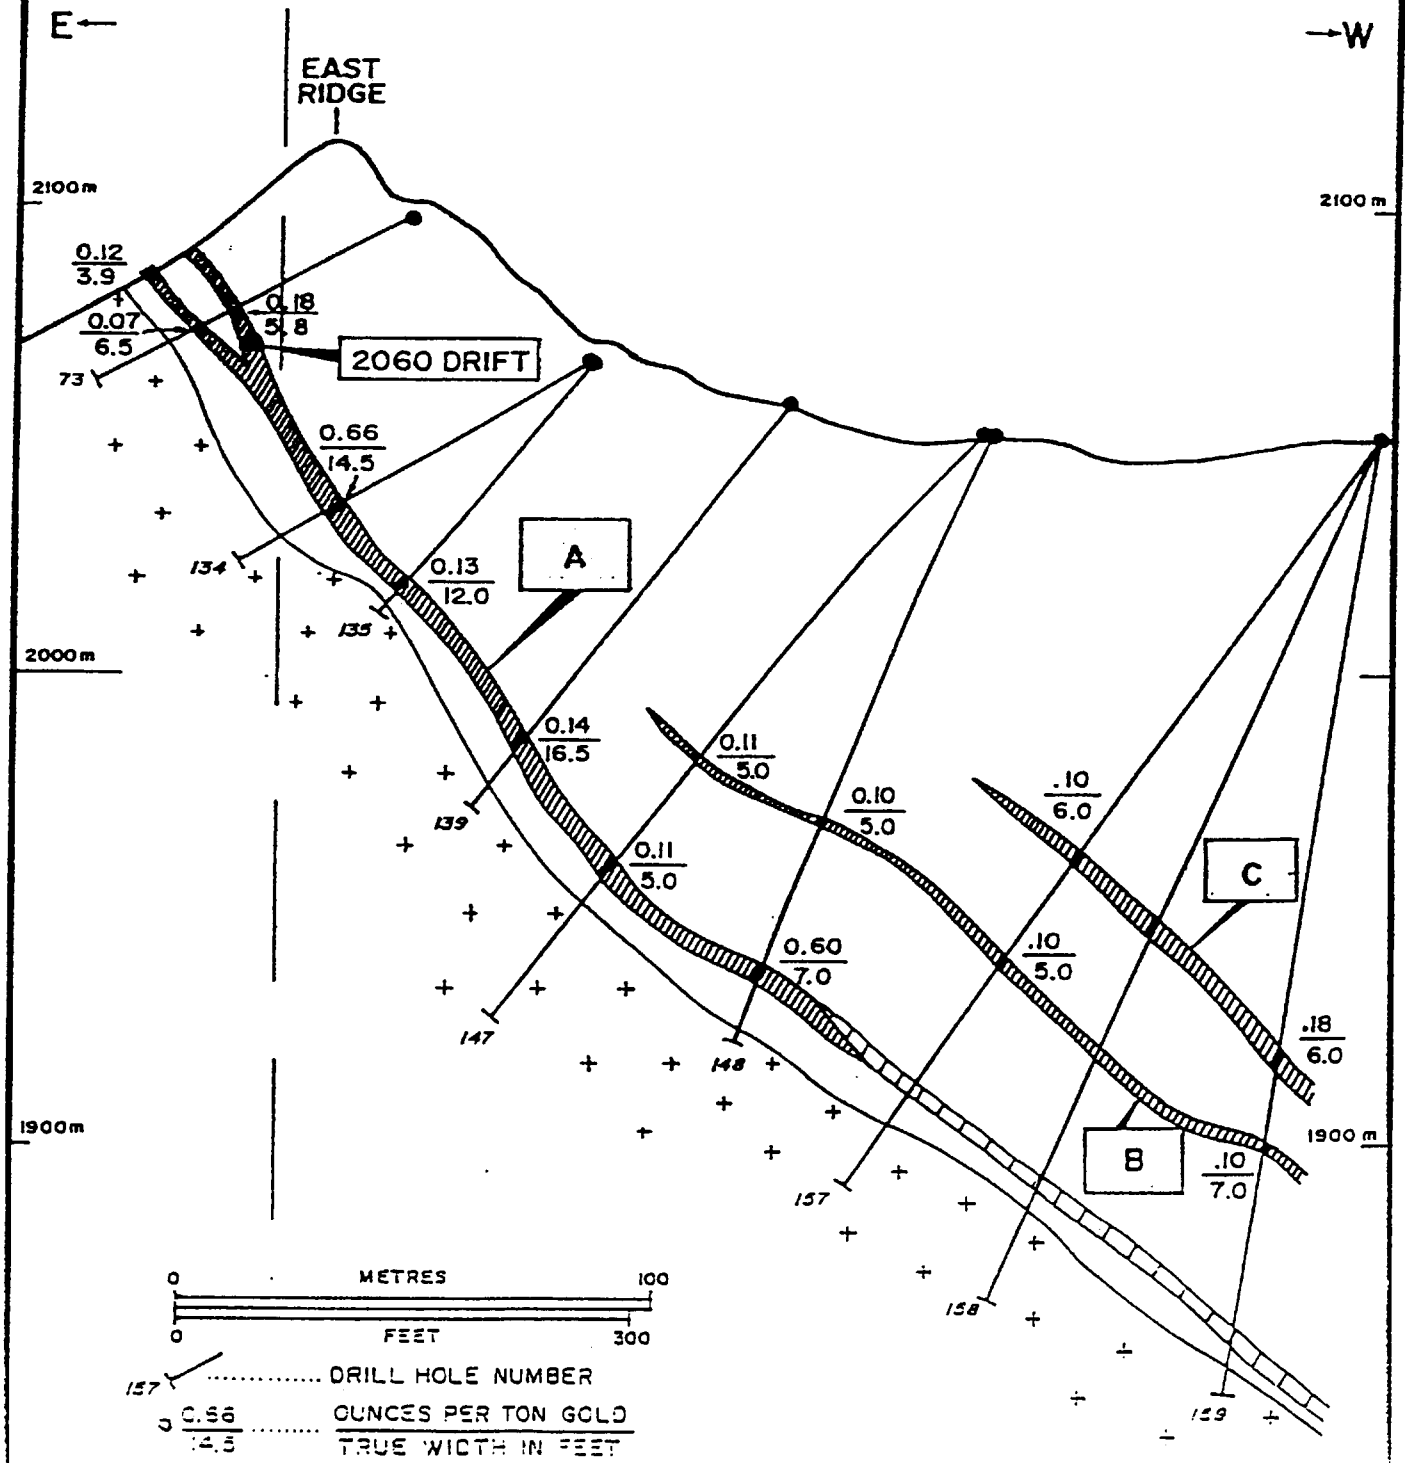 E
W
EAST
RIDGE
2100m
2100m
0.12
3.9
0.18
5.8
0.07
6.5
2060 DRIFT
73
0.66
14.5
A
134
0.13
12.0
135
2000m
0.14
16.5
0.11
5.0
.10
6.0
0.10
5.0
139
0.11
5.0
C
0.60
7.0
.10
5.0
147
148
.18
6.0
1900m
1900m
B
.10
7.0
157
0 METRES 100
158
0 FEET 300
157 ............. DRILL HOLE NUMBER
159
0.66 ......... OUNCES PER TON GOLD
14.5 TRUE WIDTH IN FEET